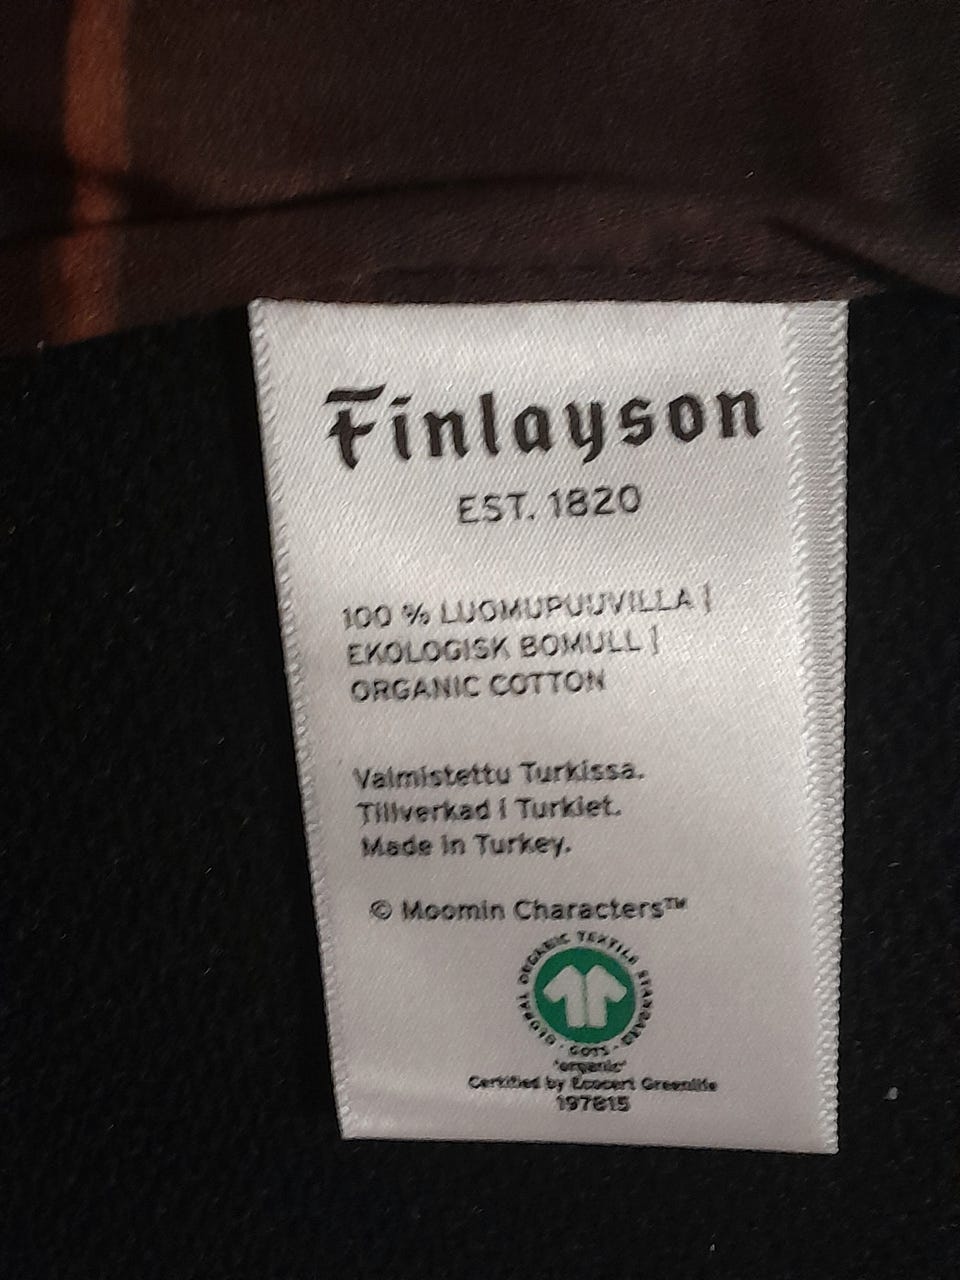 Finlayson
EST. 1820
100 % LUOMUPUUVILLA |
EKOLOGISK BOMULL |
ORGANIC COTTON
Valmistettu Turkissa.
Tillverkad i Turkiet.
Made in Turkey.
© Moomin Characters™
GLOBAL ORGANIC TEXTILE STANDARD · GOTS ·
"organic"
Certified by Ecocert Greenlife
197815